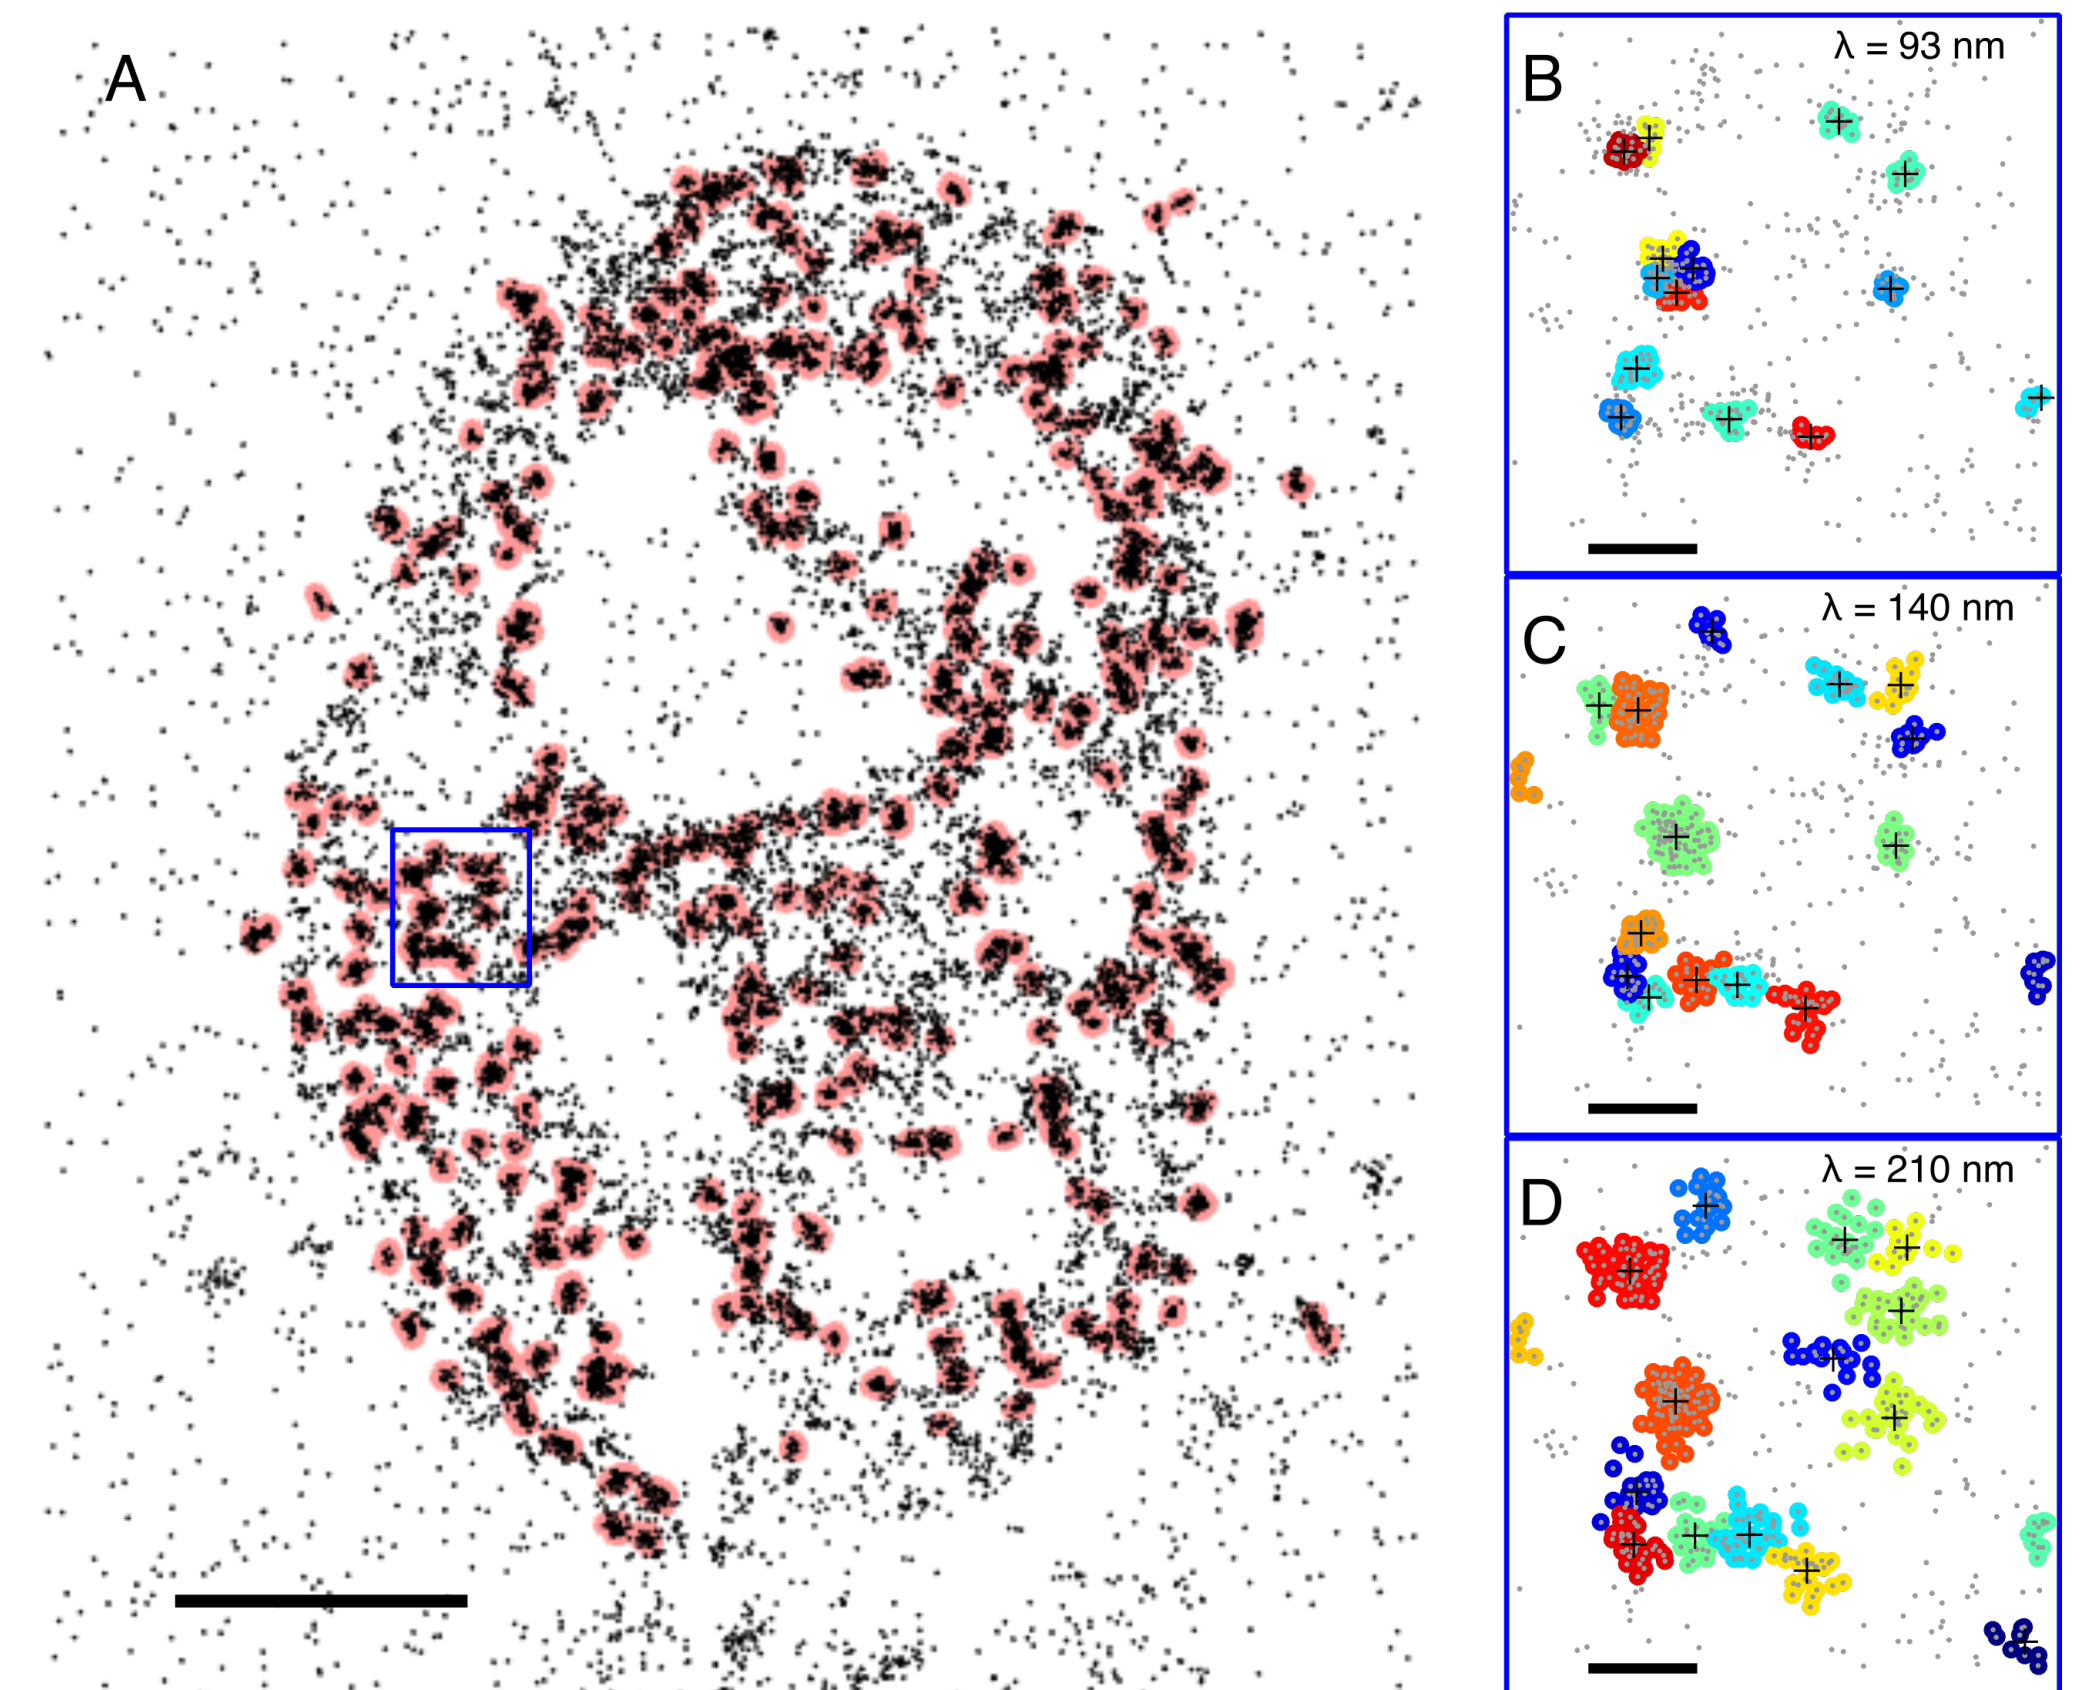 A
B
λ = 93 nm
C
λ = 140 nm
D
λ = 210 nm